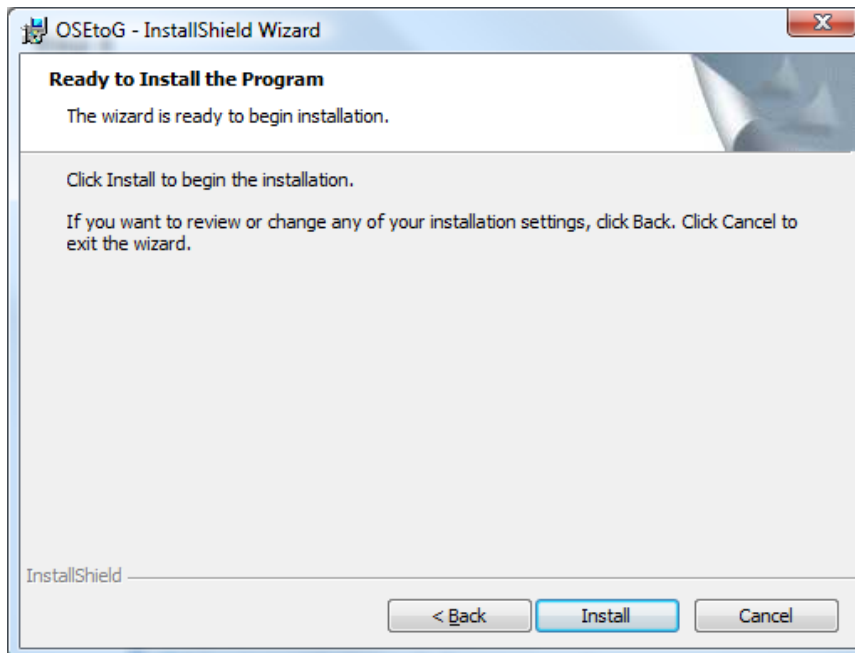 OSEtoG - InstallShield Wizard
Ready to Install the Program
The wizard is ready to begin installation.
Click Install to begin the installation.
If you want to review or change any of your installation settings, click Back. Click Cancel to
exit the wizard.
InstallShield
< Back
Install
Cancel